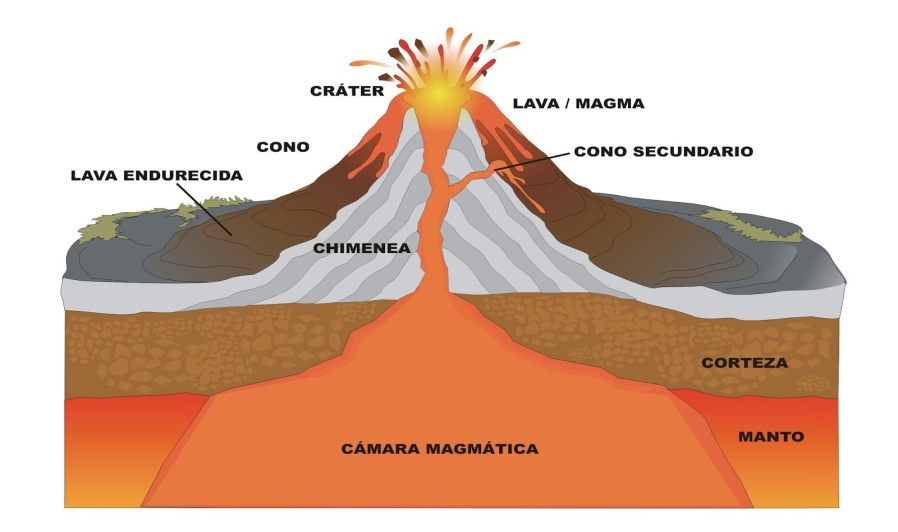 CRÁTER
LAVA / MAGMA
CONO
CONO SECUNDARIO
LAVA ENDURECIDA
CHIMENEA
CORTEZA
MANTO
CÁMARA MAGMÁTICA